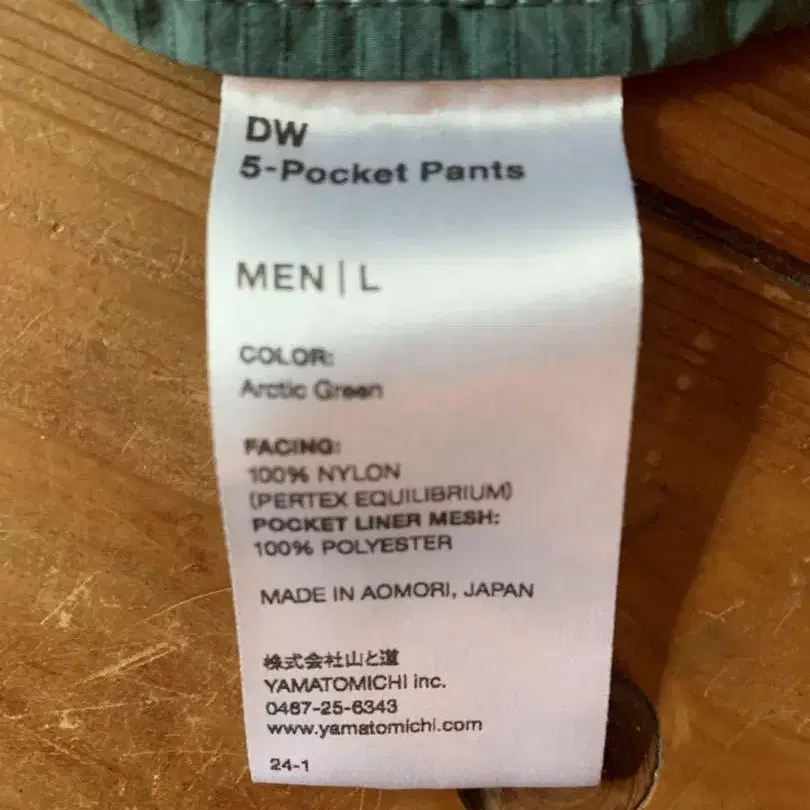 DW
5-Pocket Pants
MEN | L
COLOR:
Arctic Green
FACING:
100% NYLON
(PERTEX EQUILIBRIUM)
POCKET LINER MESH:
100% POLYESTER
MADE IN AOMORI, JAPAN
株式会社山と道
YAMATOMICHI inc.
0467-25-6343
www.yamatomichi.com
24-1